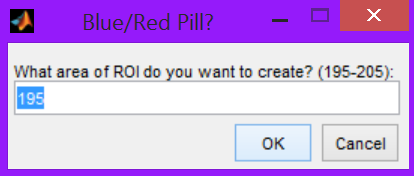 Blue/Red Pill?
What area of ROI do you want to create? (195-205):
195
OK Cancel